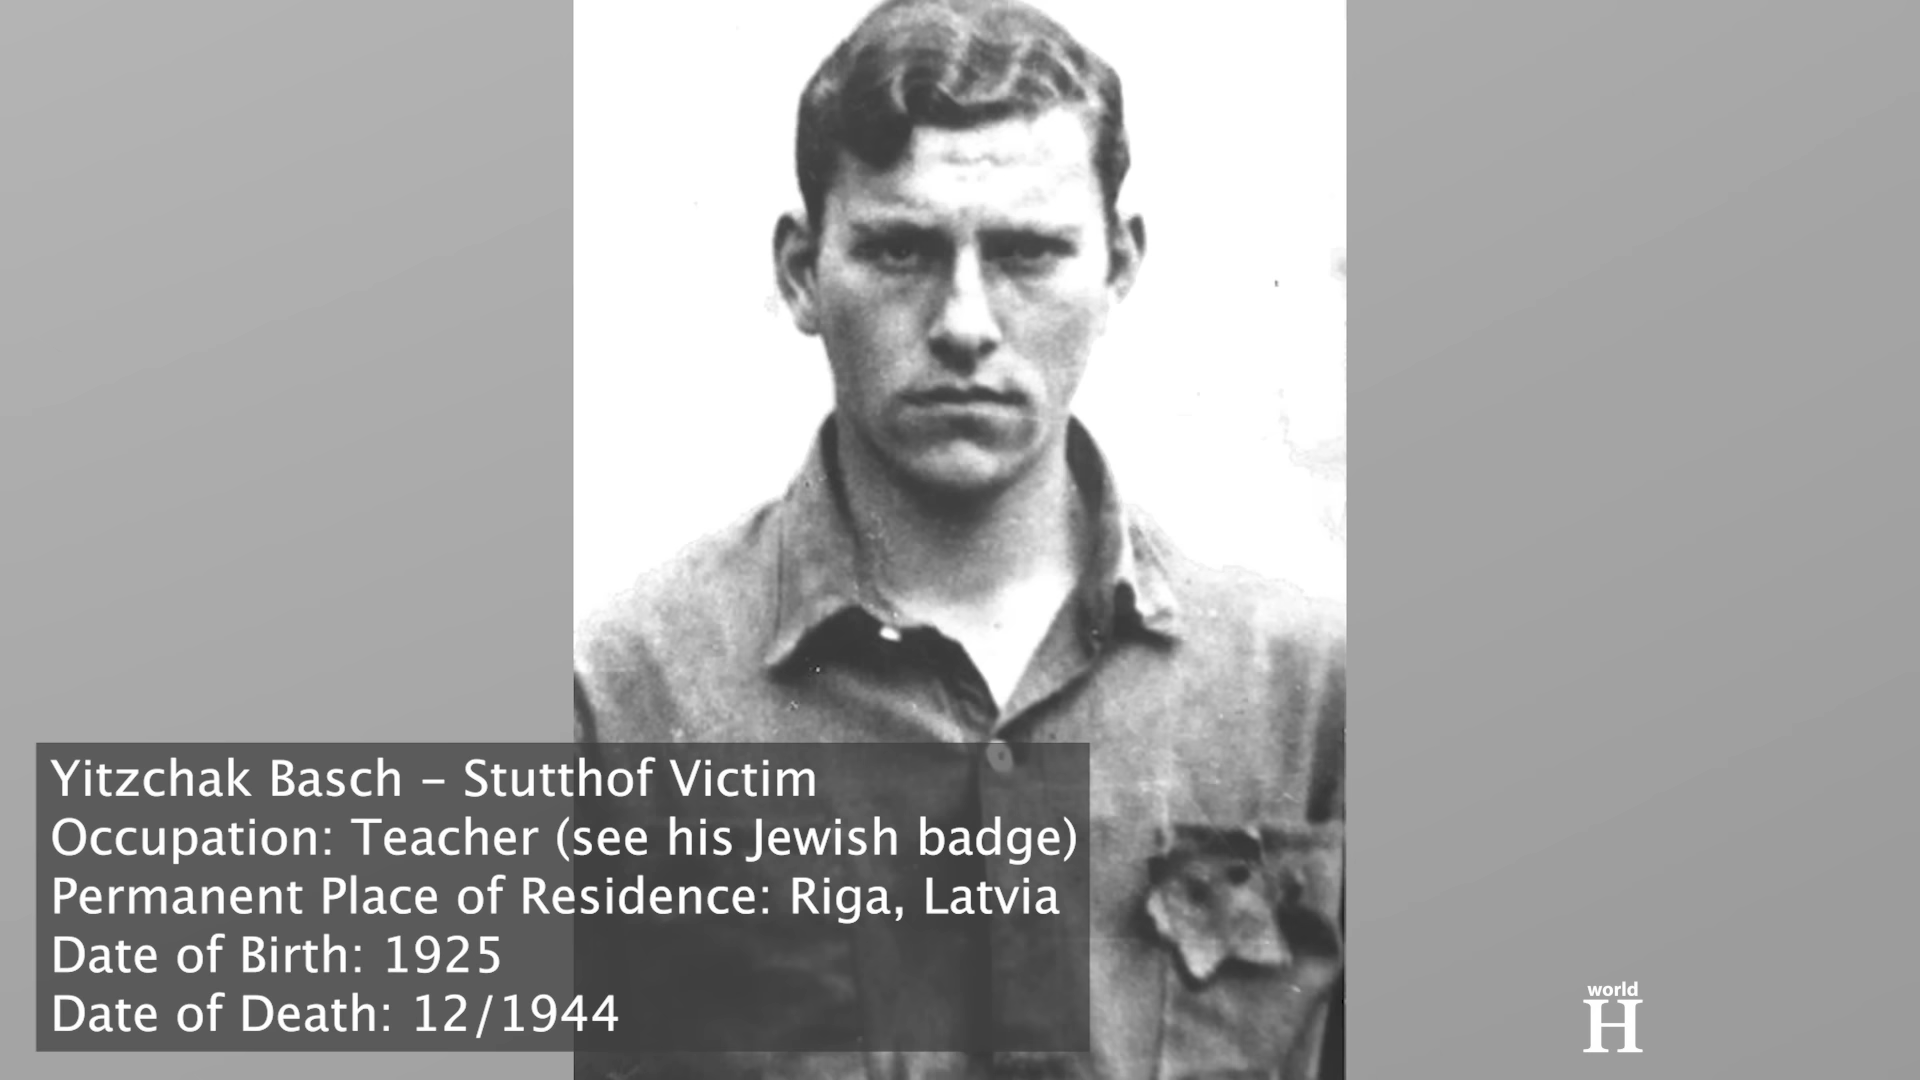 Yitzchak Basch – Stutthof Victim
Occupation: Teacher (see his Jewish badge)
Permanent Place of Residence: Riga, Latvia
Date of Birth: 1925
Date of Death: 12/1944
world
H